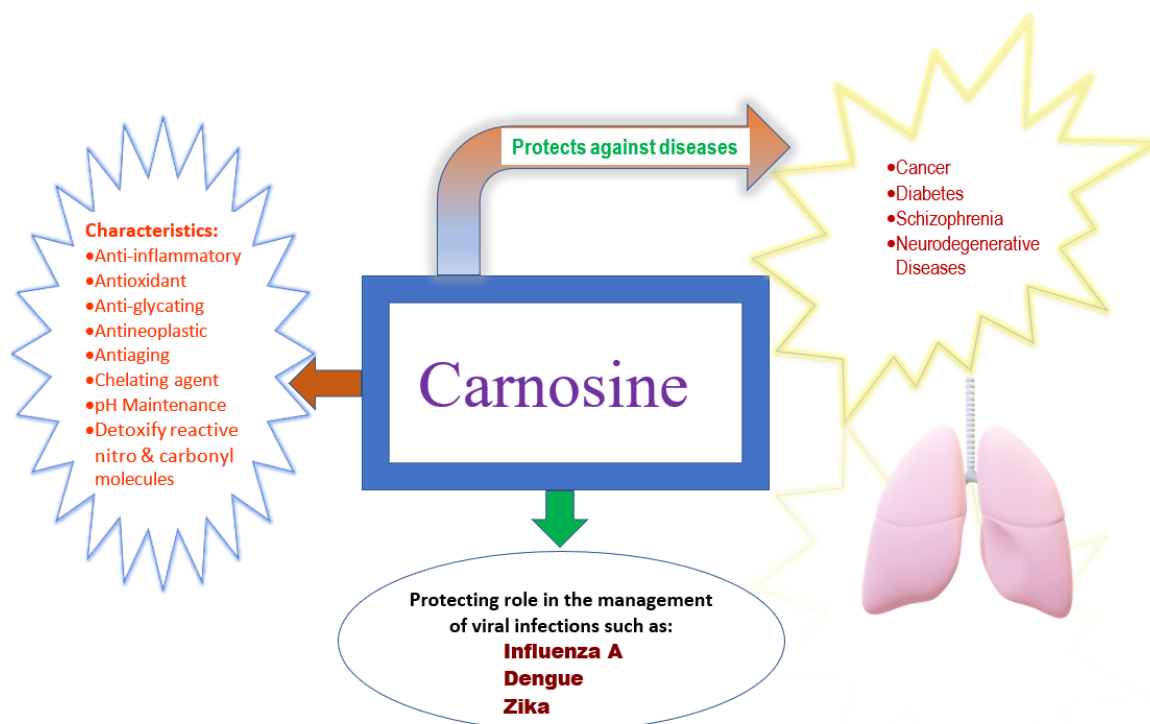 Protects against diseases
•Cancer
•Diabetes
•Schizophrenia
•Neurodegenerative
Diseases
Characteristics:
•Anti-inflammatory
•Antioxidant
•Anti-glycating
•Antineoplastic
•Antiaging
•Chelating agent
•pH Maintenance
•Detoxify reactive
nitro & carbonyl
molecules
Carnosine
Protecting role in the management
of viral infections such as:
Influenza A
Dengue
Zika